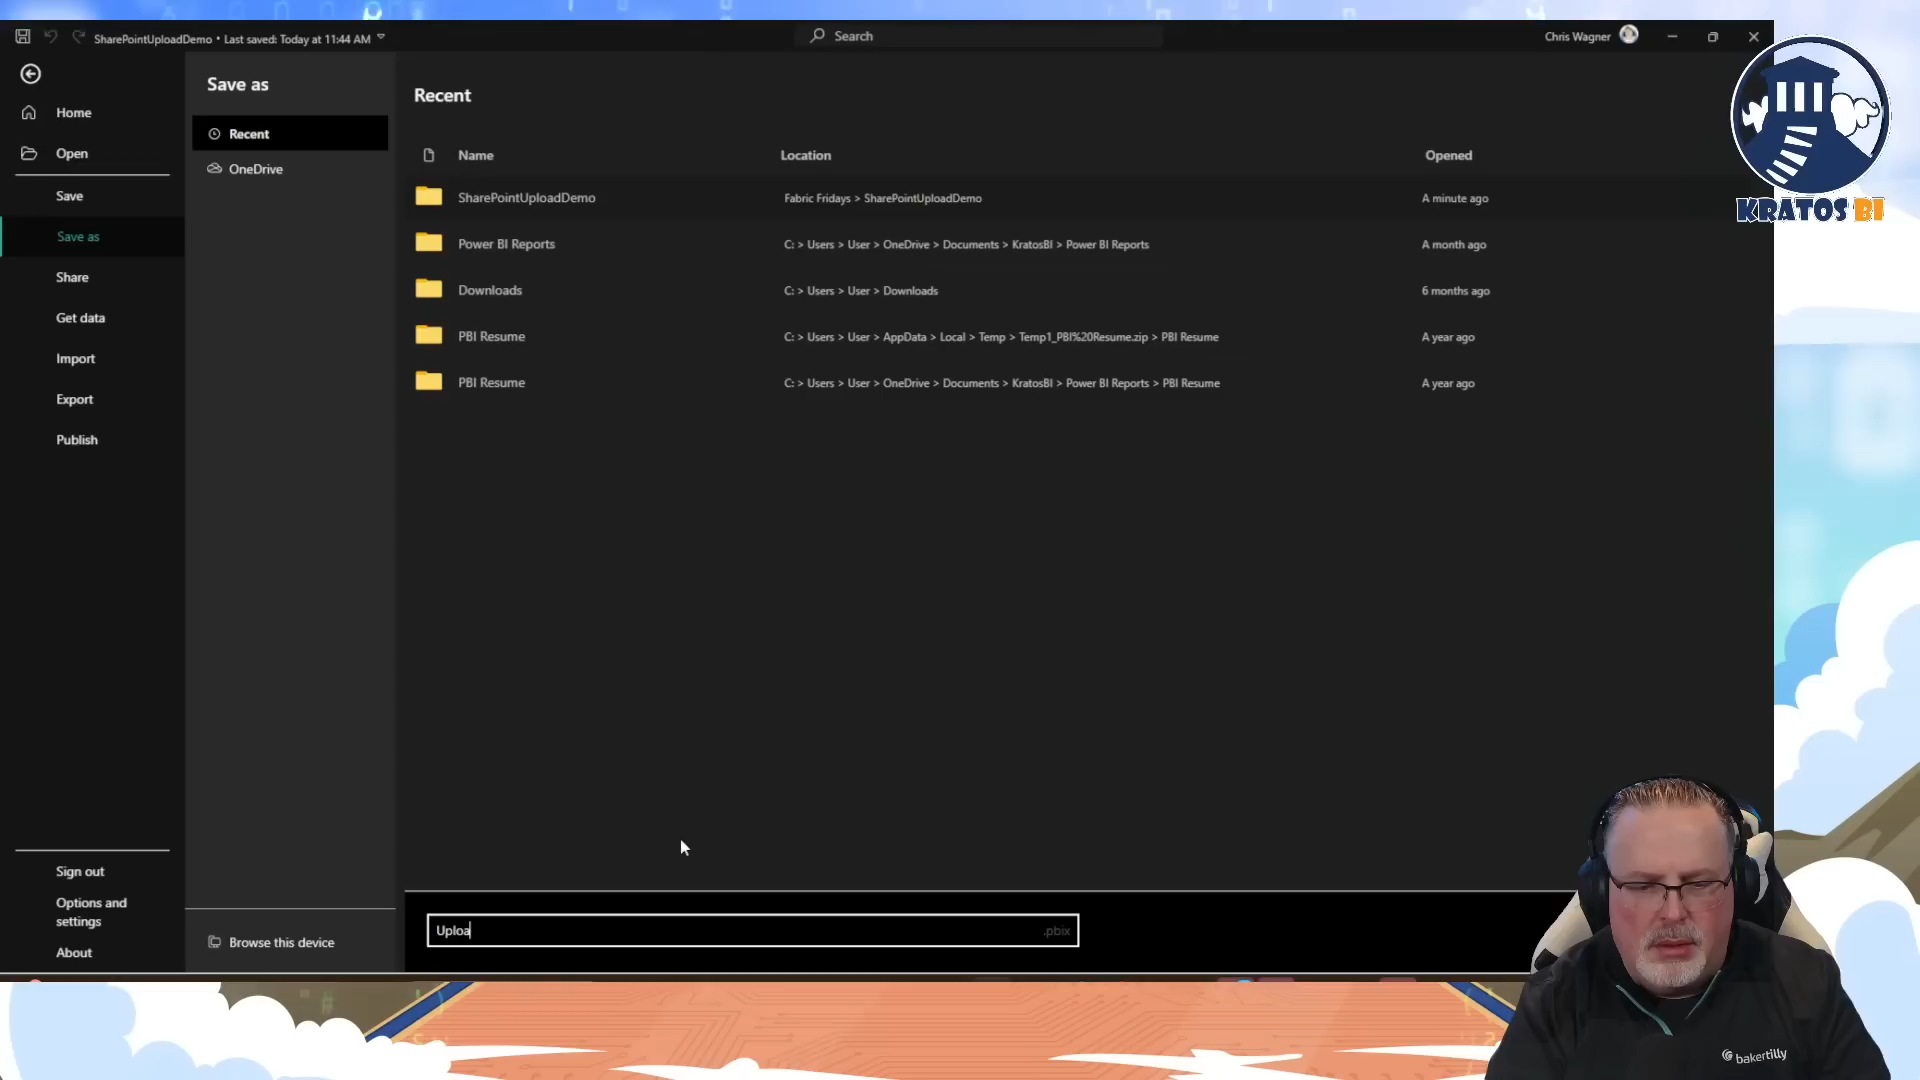 SharePointUploadDemo • Last saved: Today at 11:44 AM
Search
Chris Wagner
Home
Open
Save
Save as
Share
Get data
Import
Export
Publish
Sign out
Options and
settings
About
Save as
Recent
OneDrive
Browse this device
Recent
Name Location Opened
SharePointUploadDemo Fabric Fridays > SharePointUploadDemo A minute ago
Power BI Reports C: > Users > User > OneDrive > Documents > KratosBI > Power BI Reports A month ago
Downloads C: > Users > User > Downloads 6 months ago
PBI Resume C: > Users > User > AppData > Local > Temp > Temp1_PBI%20Resume.zip > PBI Resume A year ago
PBI Resume C: > Users > User > OneDrive > Documents > KratosBI > Power BI Reports > PBI Resume A year ago
Uploa .pbix
KRATOS BI
bakertilly